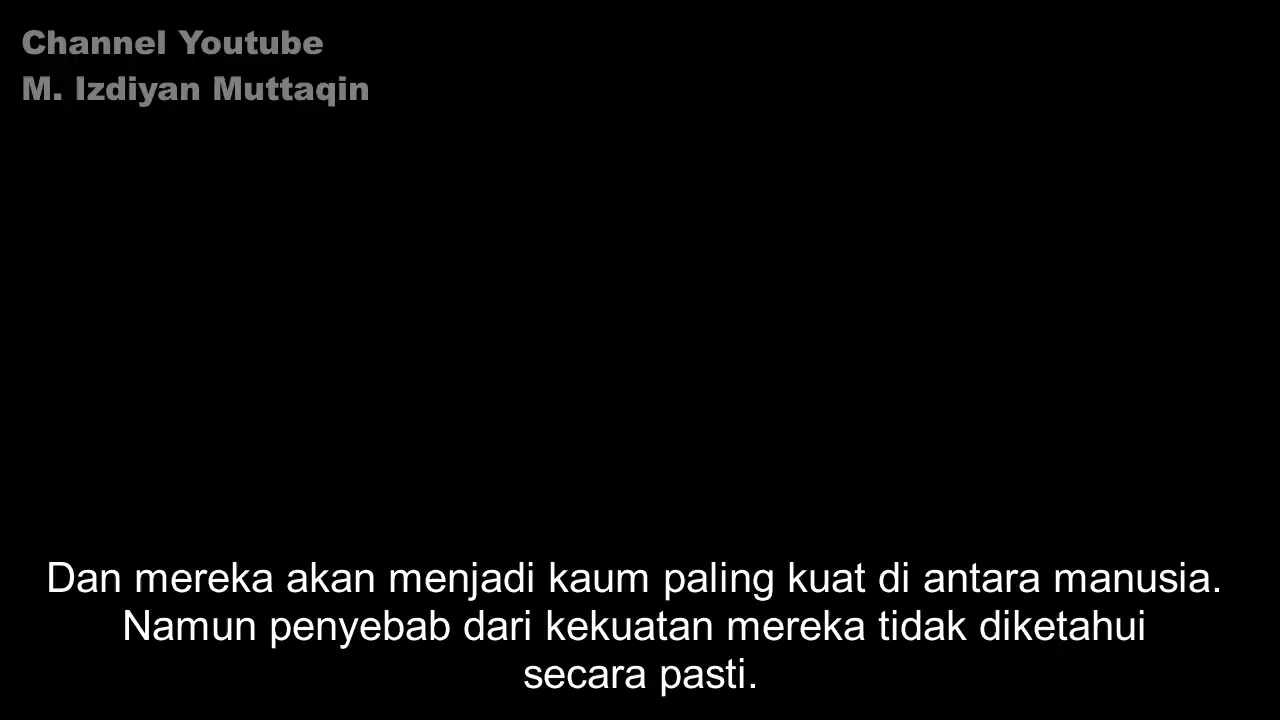 Channel Youtube
M. Izdiyan Muttaqin
Dan mereka akan menjadi kaum paling kuat di antara manusia.
Namun penyebab dari kekuatan mereka tidak diketahui
secara pasti.